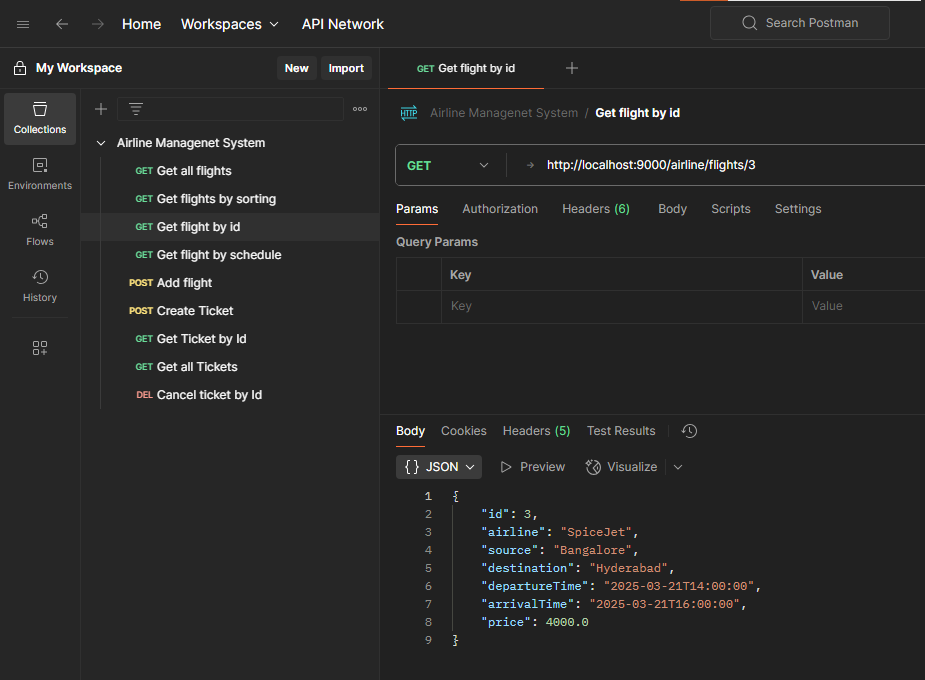 Home Workspaces API Network Search Postman
My Workspace New Import
GET Get flight by id
Collections
Environments
Flows
History
Airline Managenet System
GET Get all flights
GET Get flights by sorting
GET Get flight by id
GET Get flight by schedule
POST Add flight
POST Create Ticket
GET Get Ticket by Id
GET Get all Tickets
DEL Cancel ticket by Id
HTTP Airline Managenet System / Get flight by id
GET http://localhost:9000/airline/flights/3
Params Authorization Headers (6) Body Scripts Settings
Query Params
Key Value
Key Value
Body Cookies Headers (5) Test Results
{} JSON Preview Visualize
1 {
2 "id": 3,
3 "airline": "SpiceJet",
4 "source": "Bangalore",
5 "destination": "Hyderabad",
6 "departureTime": "2025-03-21T14:00:00",
7 "arrivalTime": "2025-03-21T16:00:00",
8 "price": 4000.0
9 }